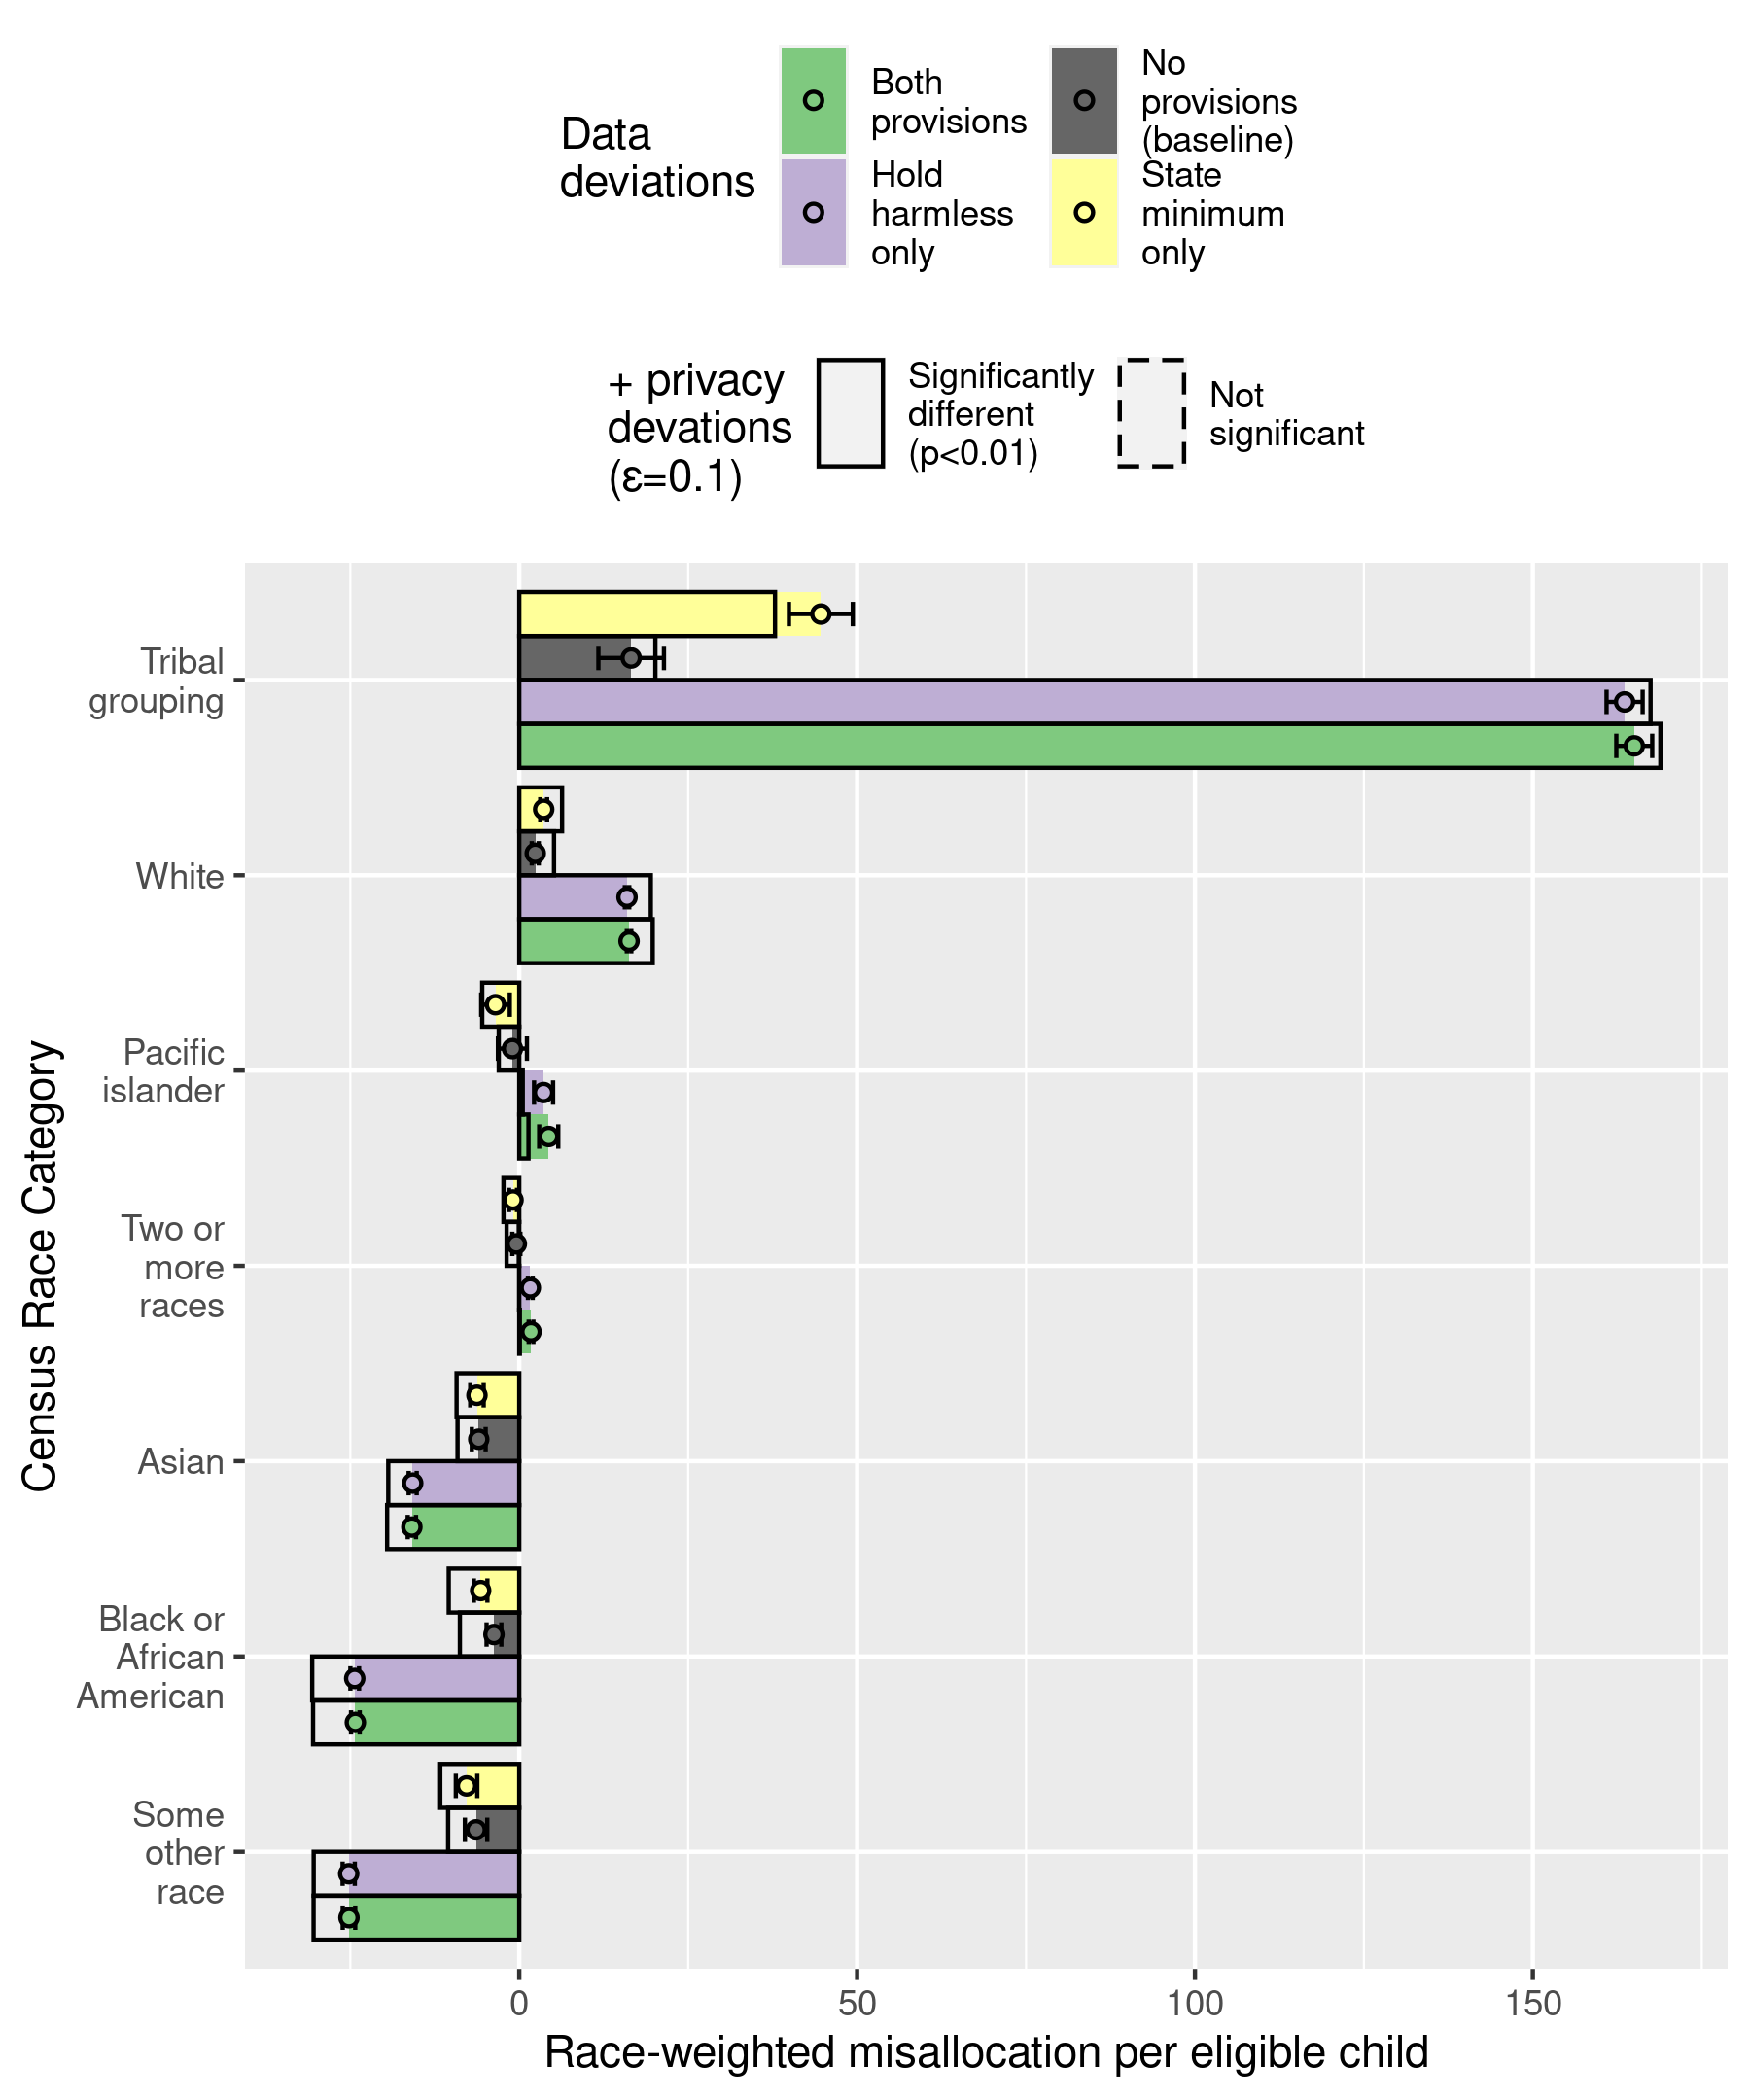 Data
deviations
Both
provisions
No
provisions
(baseline)
Hold
harmless
only
State
minimum
only
+ privacy
devations
(ε=0.1)
Significantly
different
(p<0.01)
Not
significant
Census Race Category
Tribal
grouping
White
Pacific
islander
Two or
more
races
Asian
Black or
African
American
Some
other
race
0
50
100
150
Race-weighted misallocation per eligible child